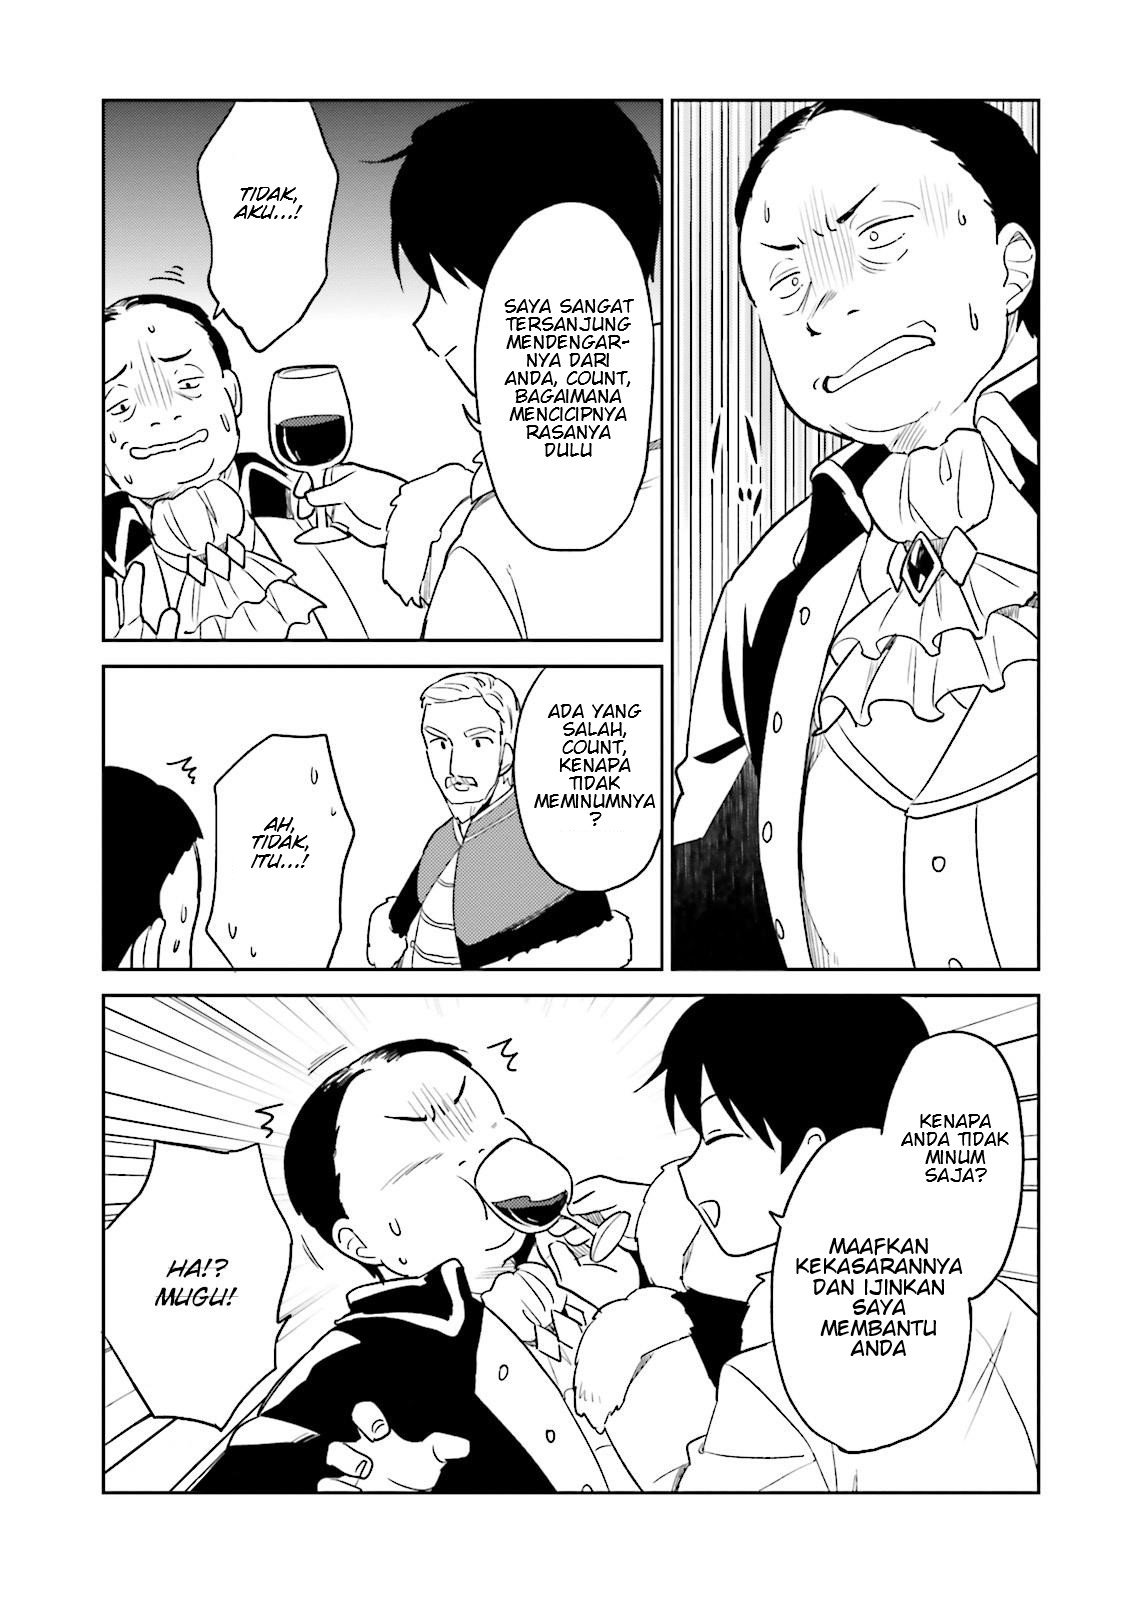 SAYA SANGAT
TERSANJUNG
MENDENGAR-
NYA DARI
ANDA, COUNT,
BAGAIMANA
MENCICIPNYA
RASANYA
DULU
TIDAK,
AKU...!
ADA YANG
SALAH,
COUNT,
KENAPA
TIDAK
MEMINUMNYA
?
AH,
TIDAK,
ITU...!
KENAPA
ANDA TIDAK
MINUM
SAJA?
MAAFKAN
KEKASARANNYA
DAN IJINKAN
SAYA
MEMBANTU
ANDA
HA!?
MUGU!